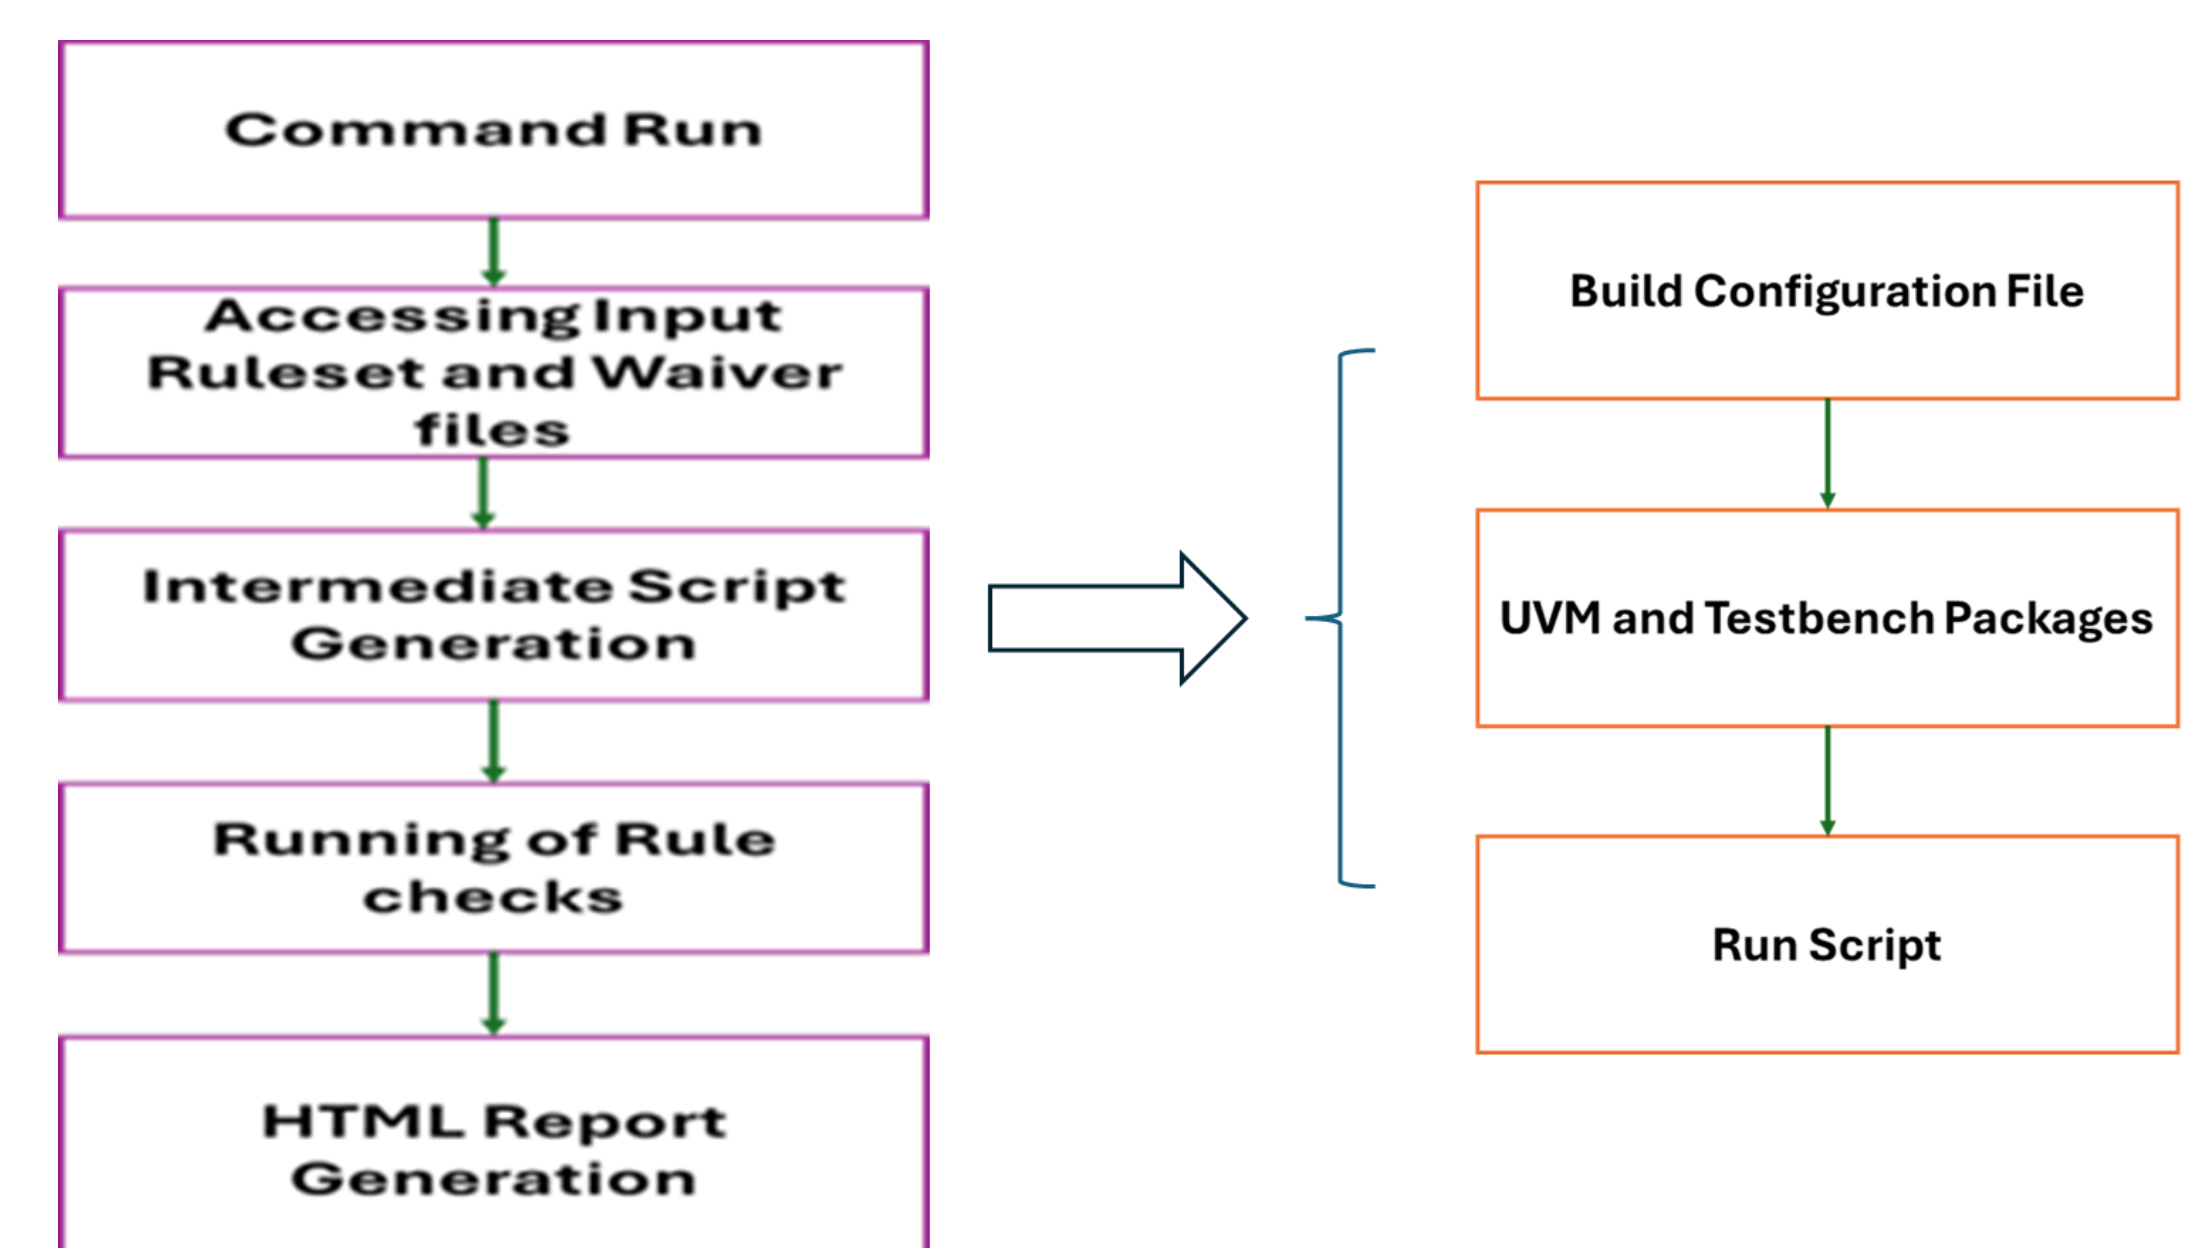 Command Run
Accessing Input
Ruleset and Waiver
files
Intermediate Script
Generation
Running of Rule
checks
HTML Report
Generation
Build Configuration File
UVM and Testbench Packages
Run Script